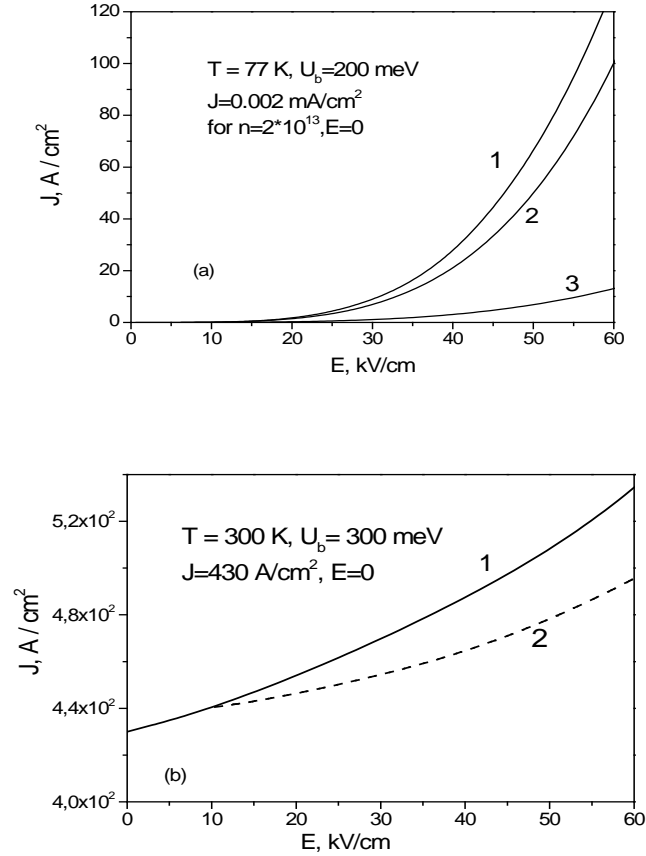 120
100
80
60
40
20
0
J, A / cm²
T = 77 K, U_b=200 meV
J=0.002 mA/cm²
for n=2*10¹³,E=0
1
2
3
(a)
0 10 20 30 40 50 60
E, kV/cm
5,2x10²
4,8x10²
4,4x10²
4,0x10²
J, A / cm²
T = 300 K, U_b= 300 meV
J=430 A/cm², E=0
1
2
(b)
0 10 20 30 40 50 60
E, kV/cm